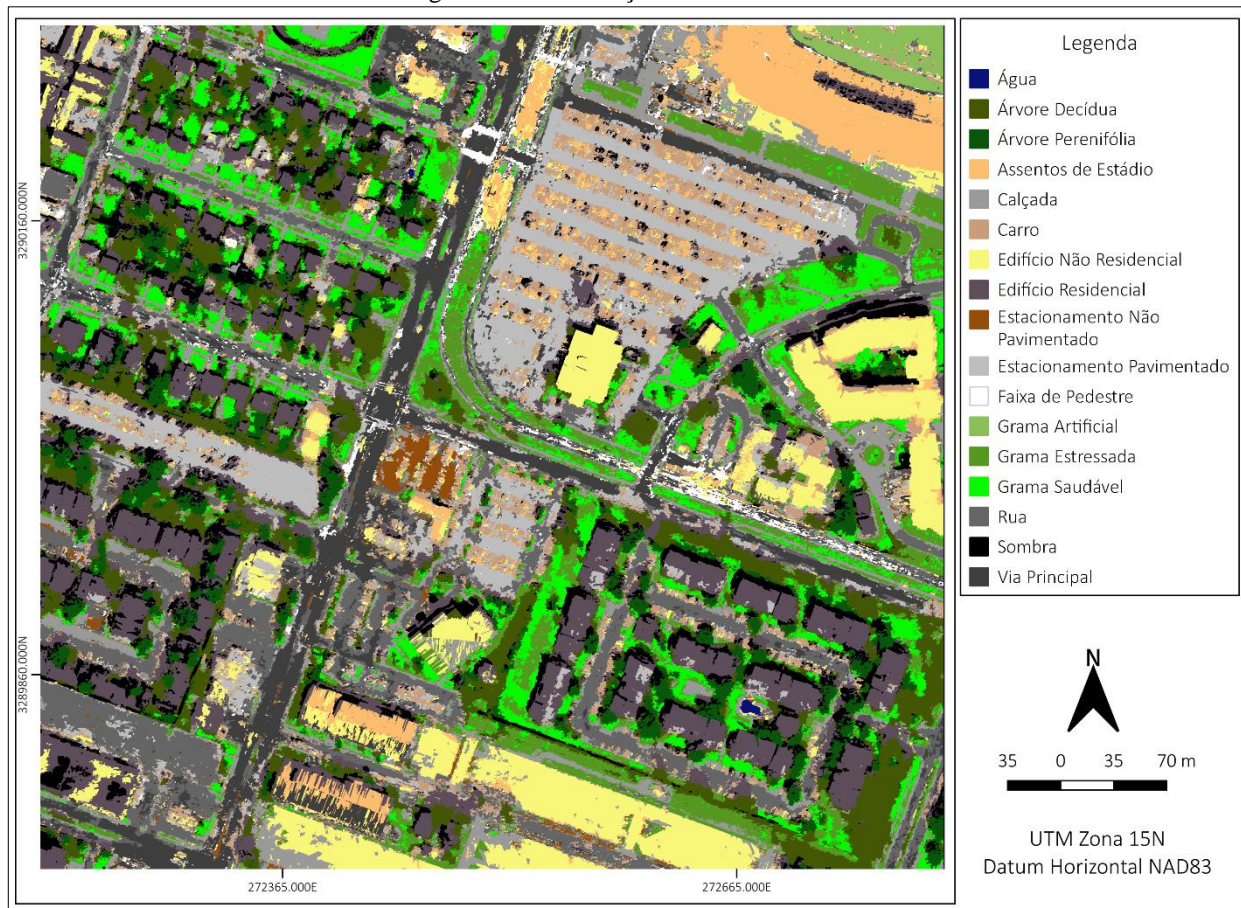 Legenda
Água
Árvore Decídua
Árvore Perenifólia
Assentos de Estádio
Calçada
Carro
Edifício Não Residencial
Edifício Residencial
Estacionamento Não
Pavimentado
Estacionamento Pavimentado
Faixa de Pedestre
Grama Artificial
Grama Estressada
Grama Saudável
Rua
Sombra
Via Principal
3290160.000N
3289860.000N
272365.000E
272665.000E
N
35 0 35 70 m
UTM Zona 15N
Datum Horizontal NAD83